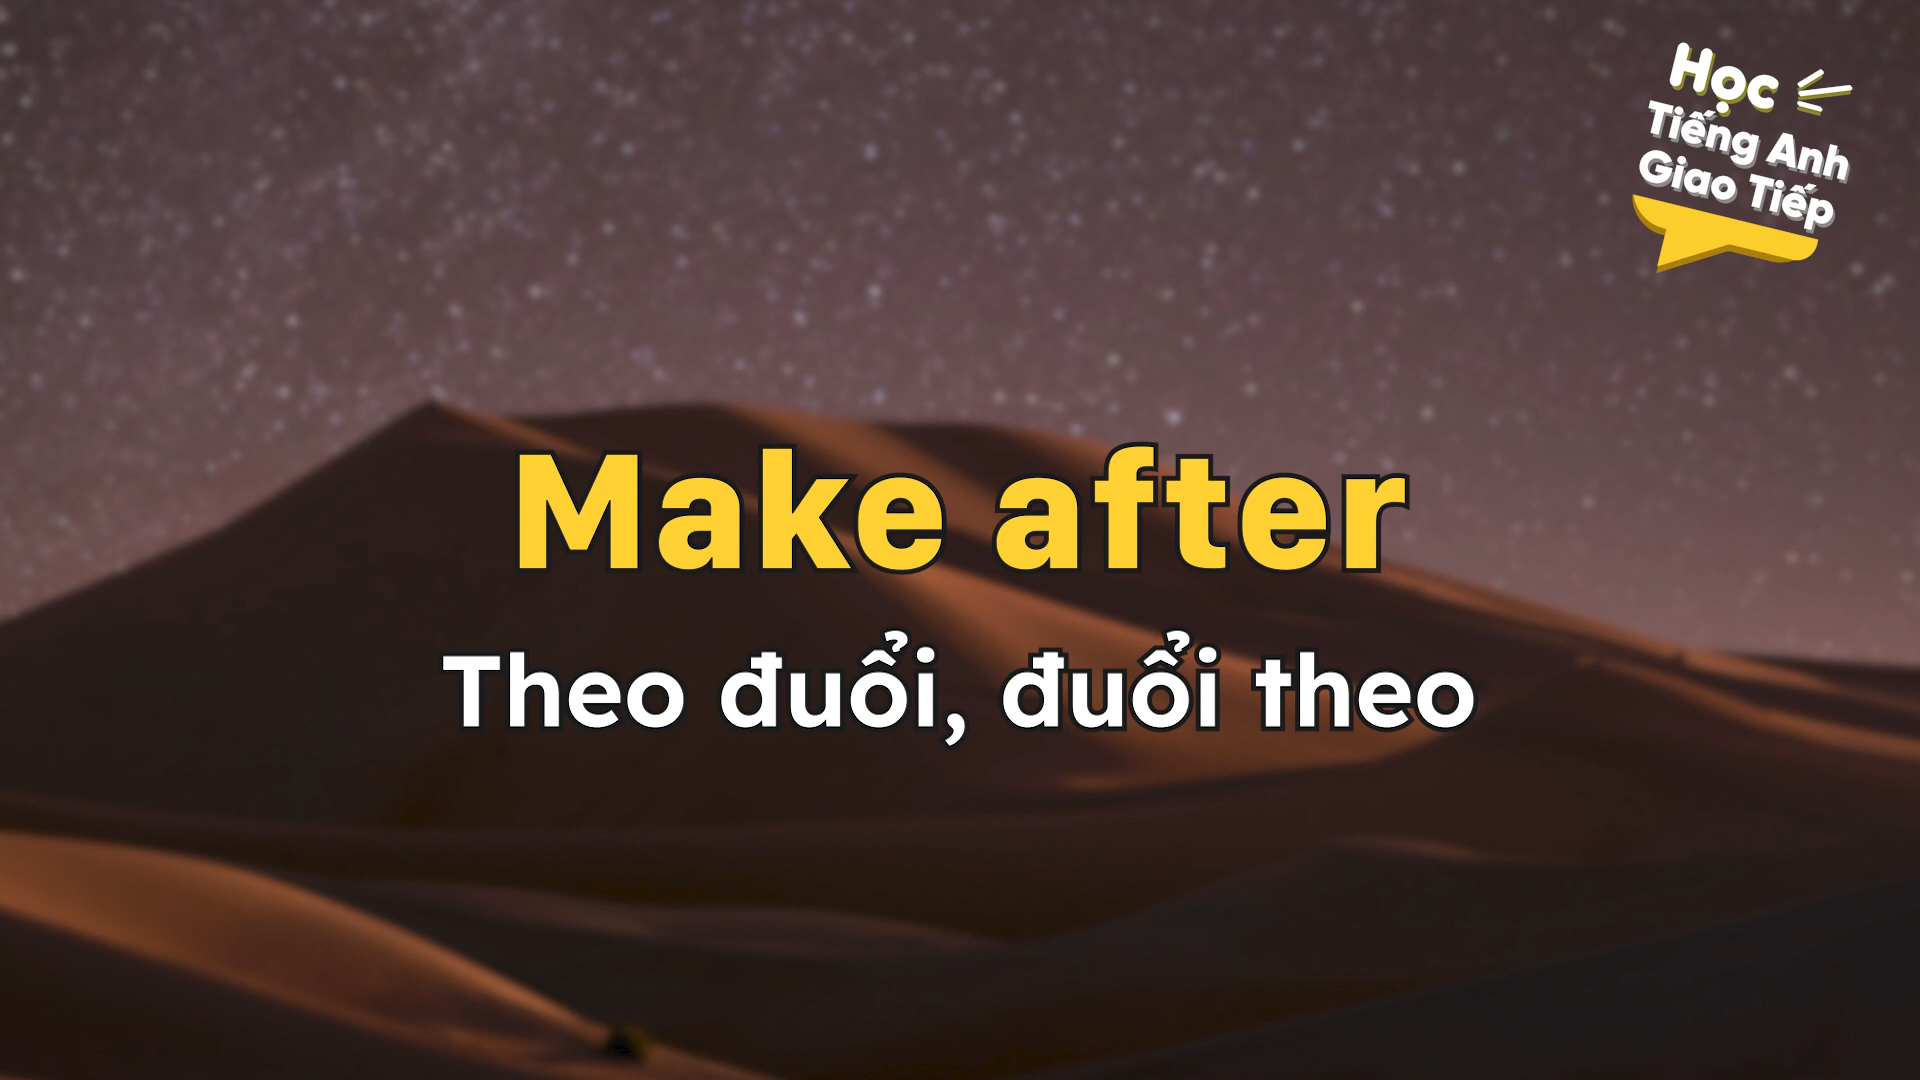 Học
Tiếng Anh
Giao Tiếp
Make after
Theo đuổi, đuổi theo